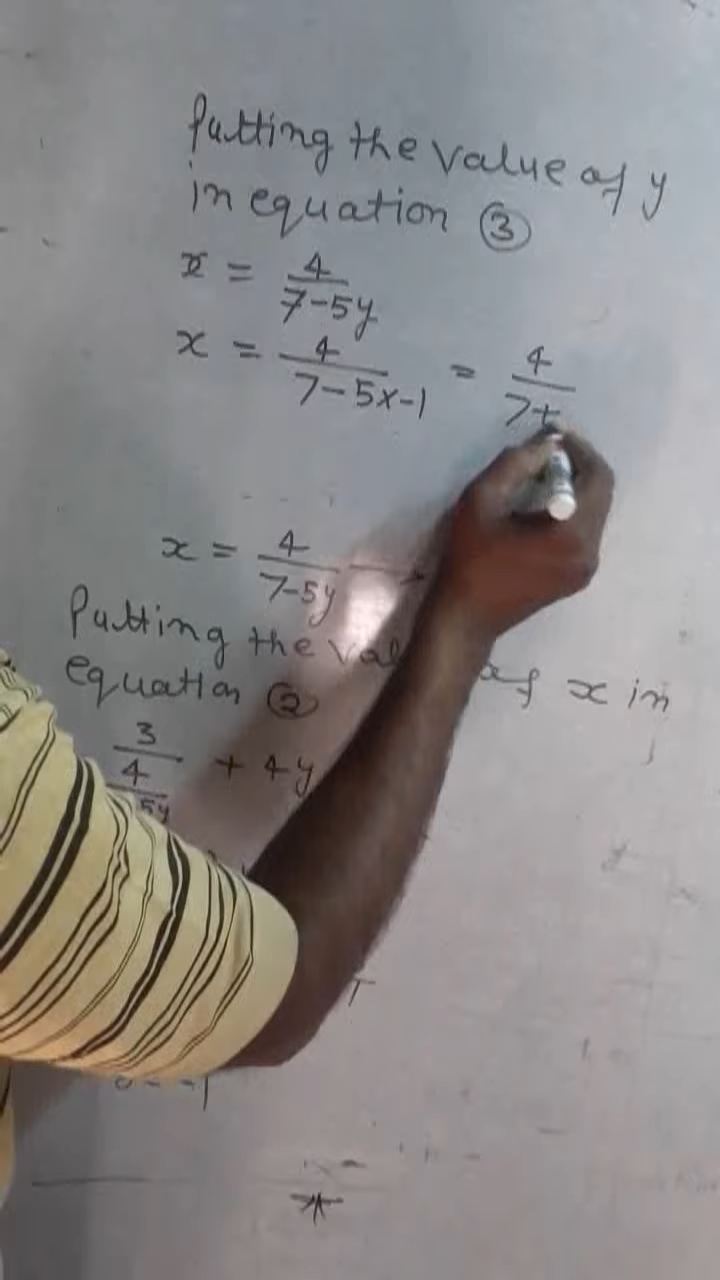 Putting the value of y
in equation ③
x = 4/7-5y
x = 4/7-5x-1 = 4/7+
x = 4/7-5y →
Putting the val of x in
equation ②
3/4/5y + 4y